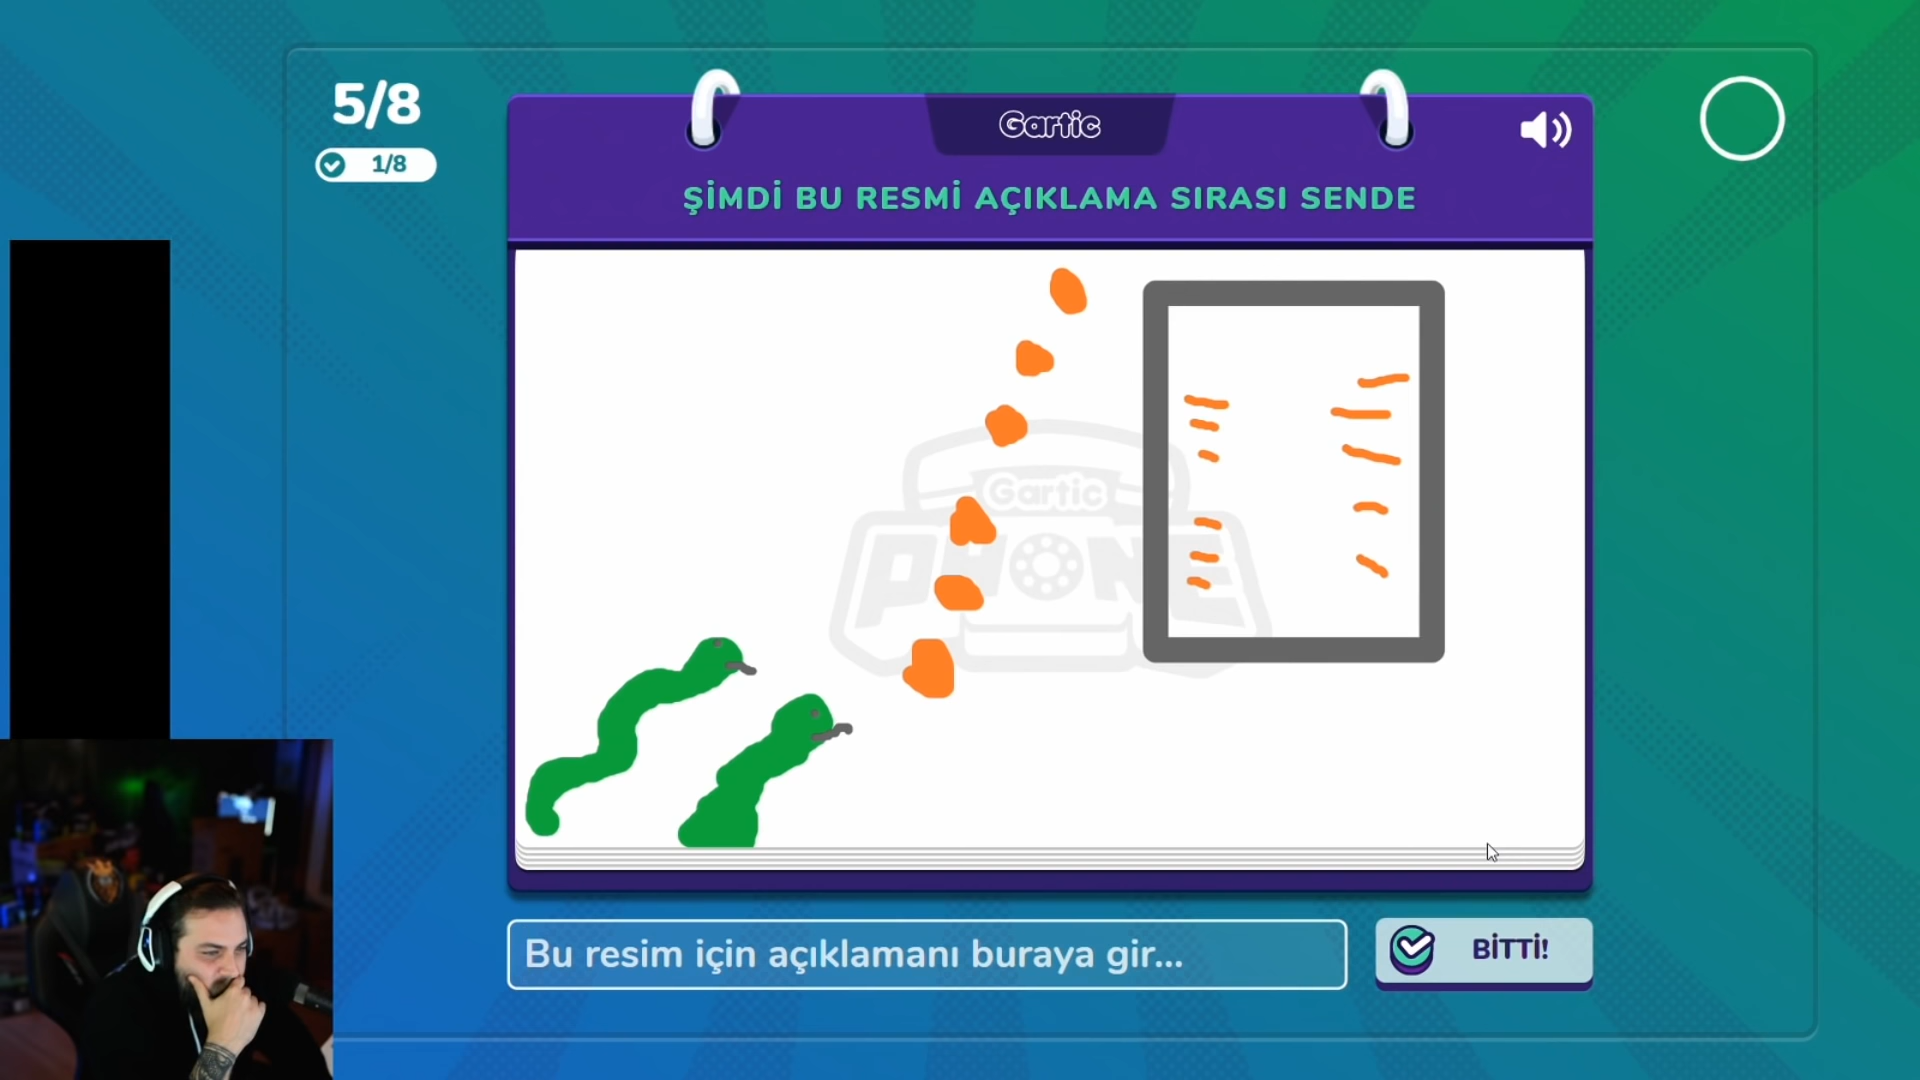 5/8
1/8
Gartic
ŞİMDİ BU RESMİ AÇIKLAMA SIRASI SENDE
Gartic
PHONE
Bu resim için açıklamanı buraya gir...
BİTTİ!